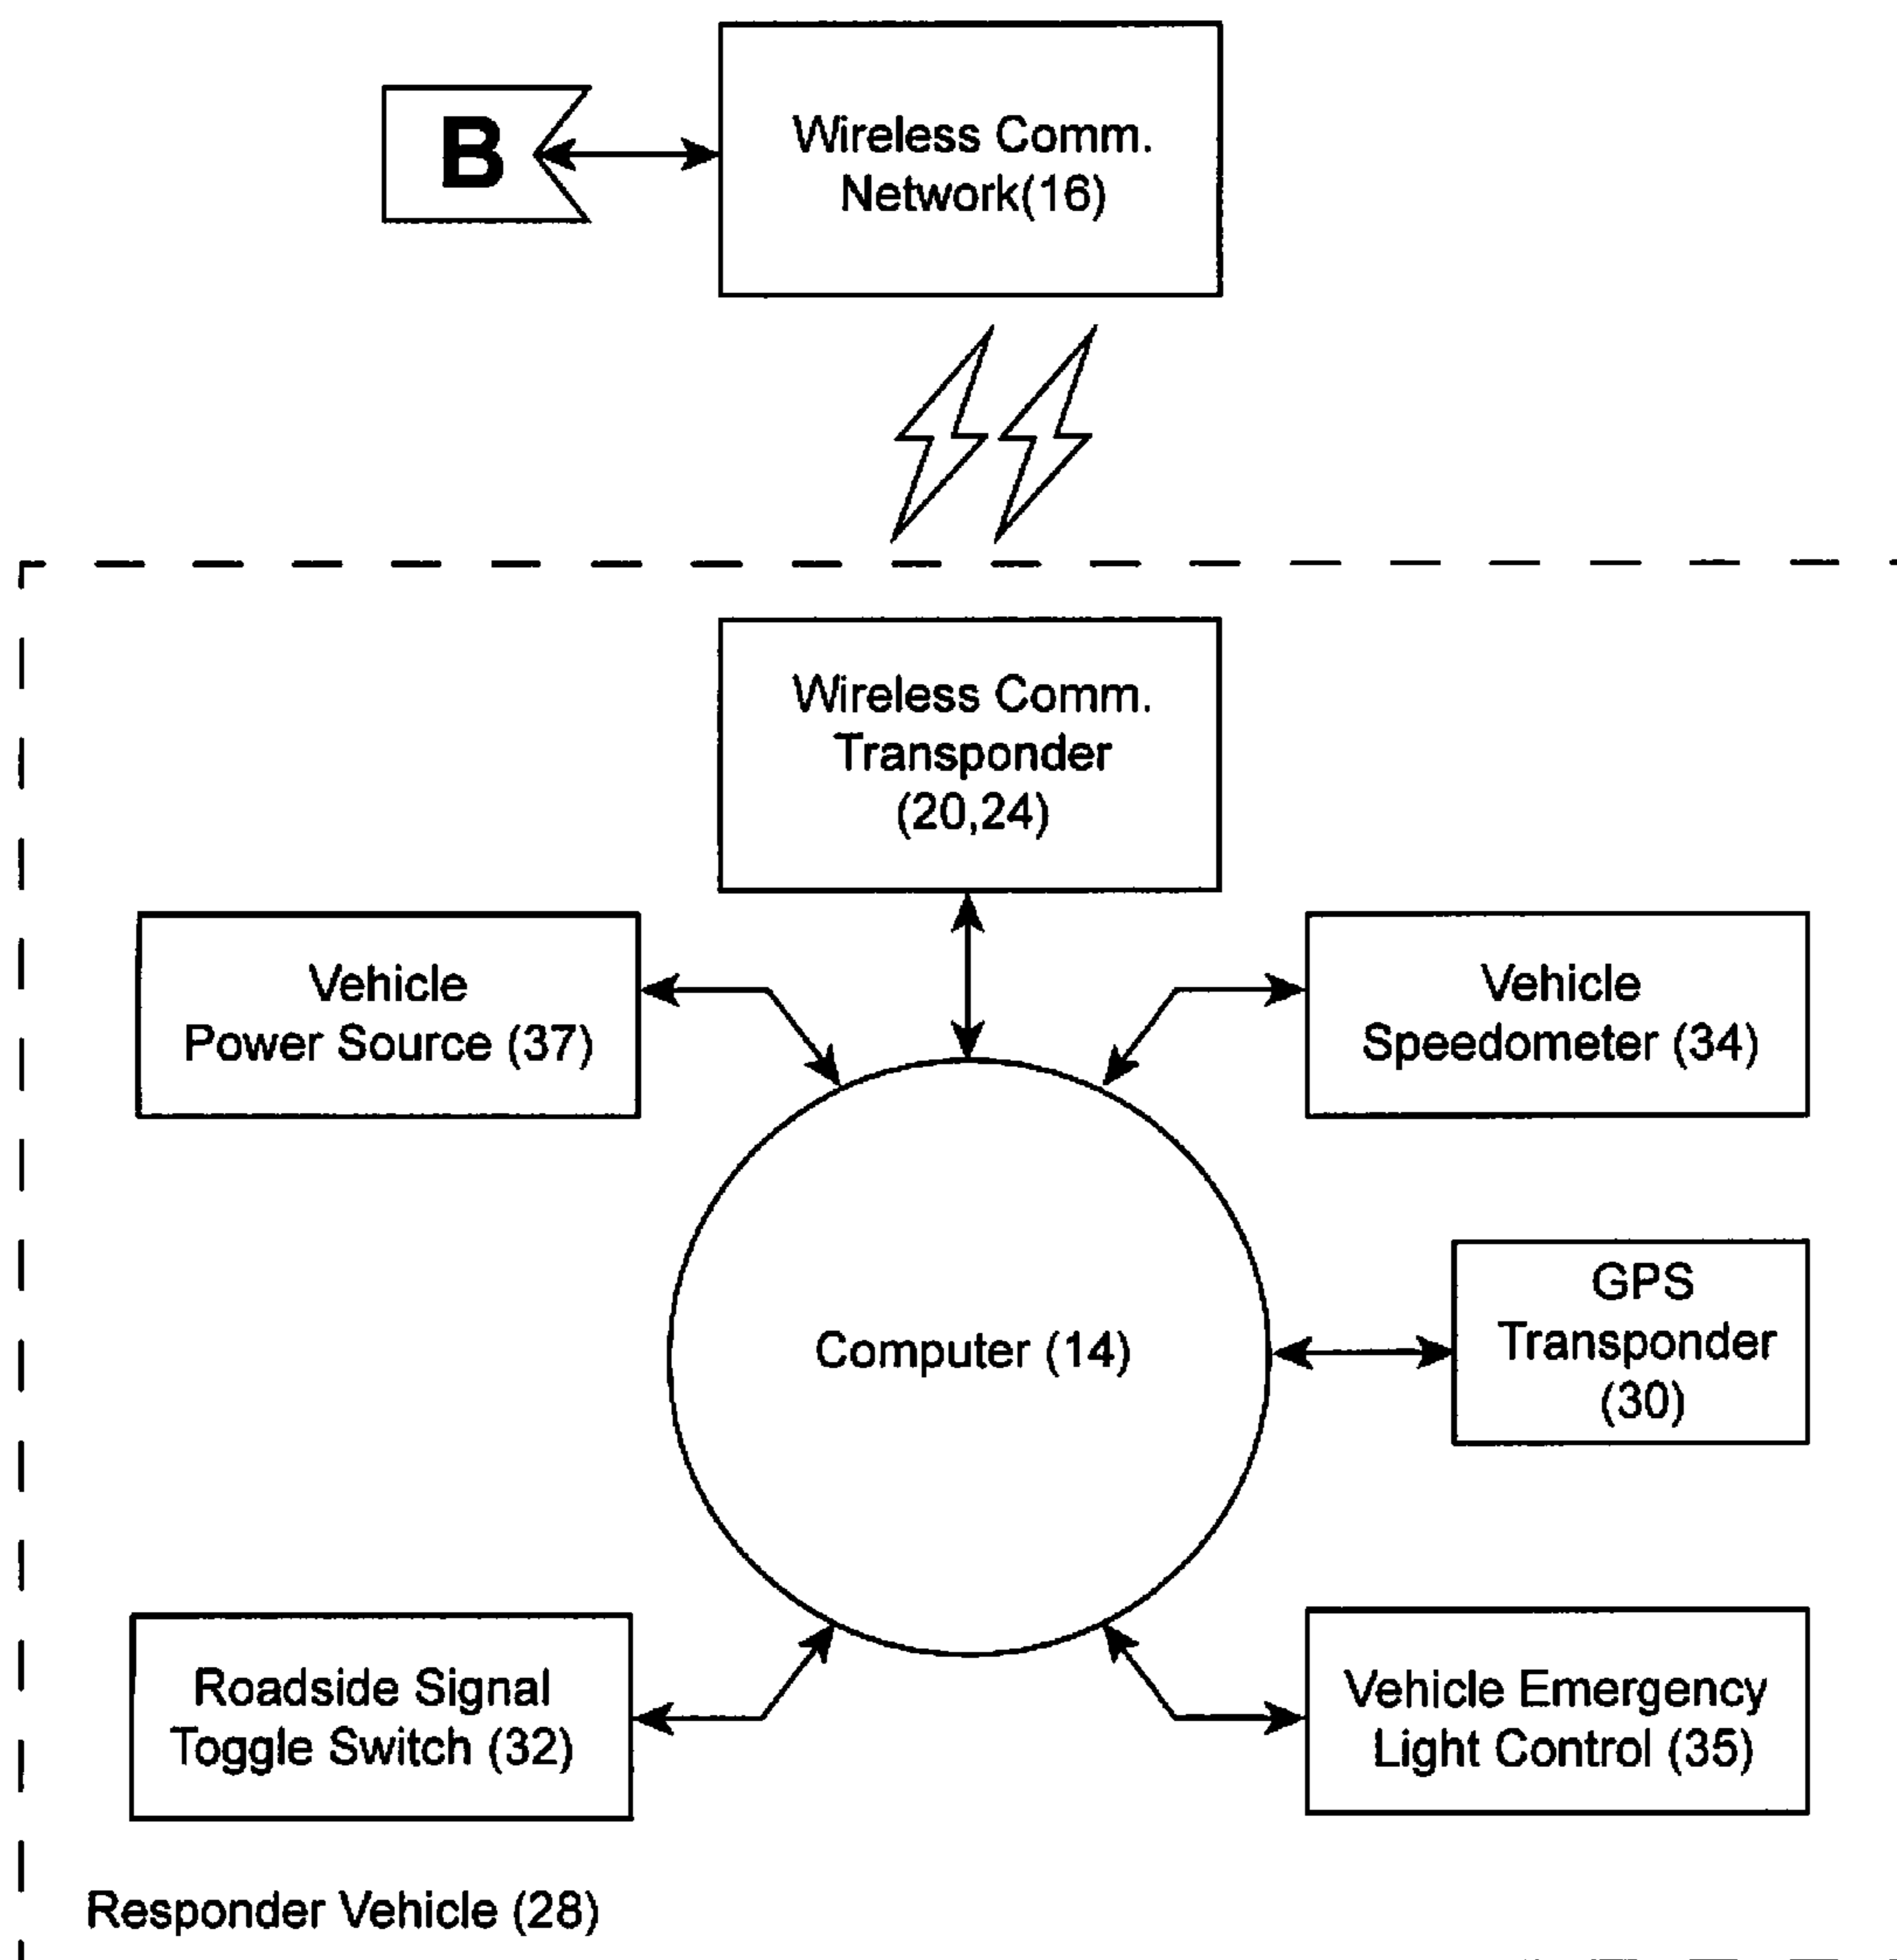 B
Wireless Comm.
Network(16)
Wireless Comm.
Transponder
(20,24)
Vehicle
Power Source (37)
Vehicle
Speedometer (34)
GPS
Transponder
(30)
Computer (14)
Roadside Signal
Toggle Switch (32)
Vehicle Emergency
Light Control (35)
Responder Vehicle (28)